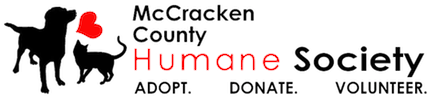 McCracken
County
Humane Society
ADOPT. DONATE. VOLUNTEER.